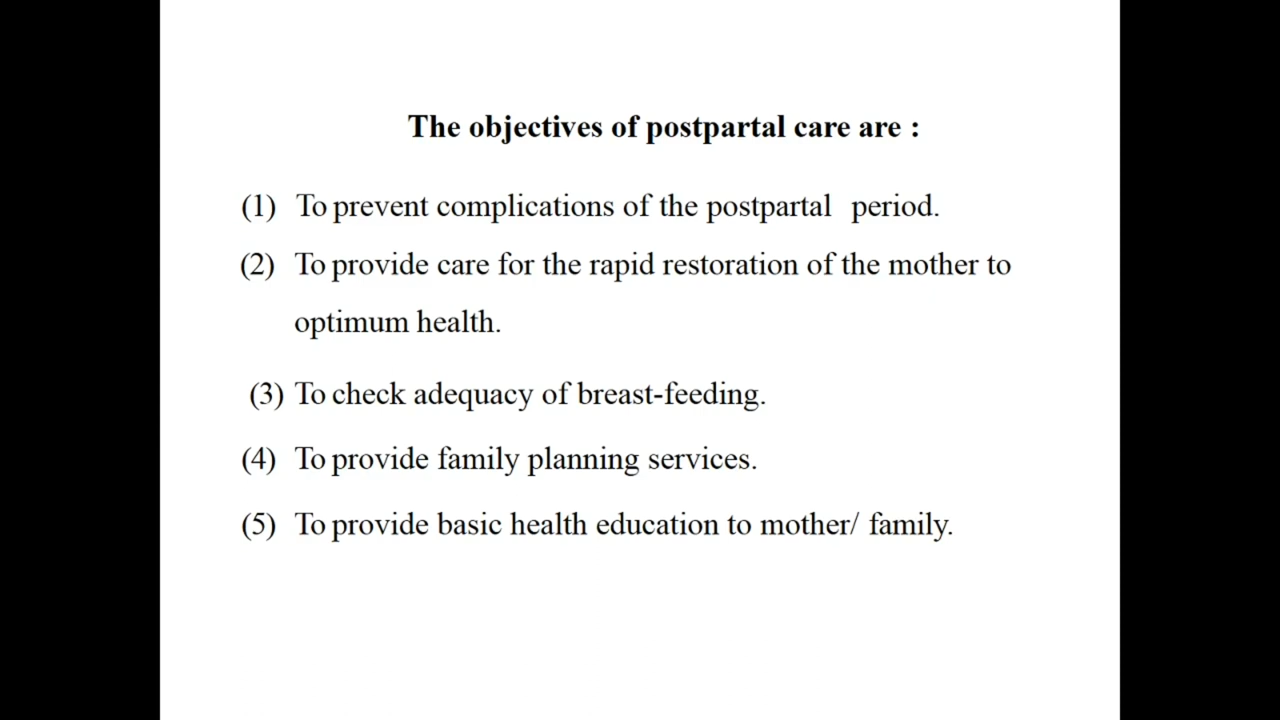 The objectives of postpartal care are :
(1) To prevent complications of the postpartal period.
(2) To provide care for the rapid restoration of the mother to
optimum health.
(3) To check adequacy of breast-feeding.
(4) To provide family planning services.
(5) To provide basic health education to mother/ family.